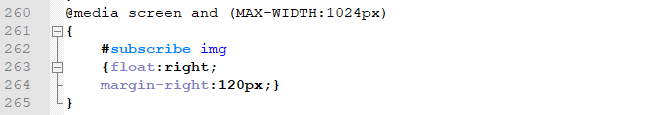 260 @media screen and (MAX-WIDTH:1024px)
261 {
262 #subscribe img
263 {float:right;
264 margin-right:120px;}
265 }